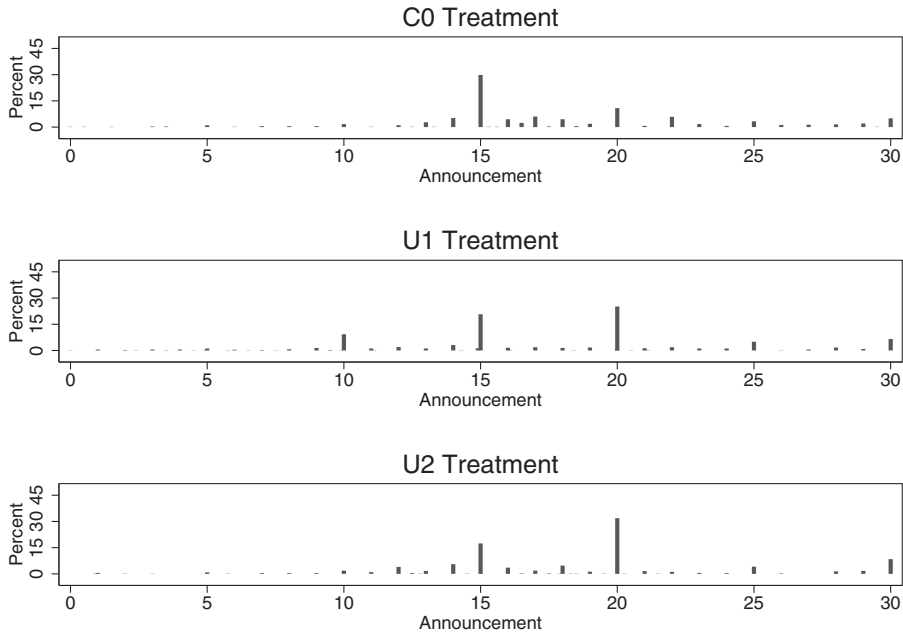 C0 Treatment
Percent
0 15 30 45
0 5 10 15 20 25 30
Announcement
U1 Treatment
Percent
0 15 30 45
0 5 10 15 20 25 30
Announcement
U2 Treatment
Percent
0 15 30 45
0 5 10 15 20 25 30
Announcement